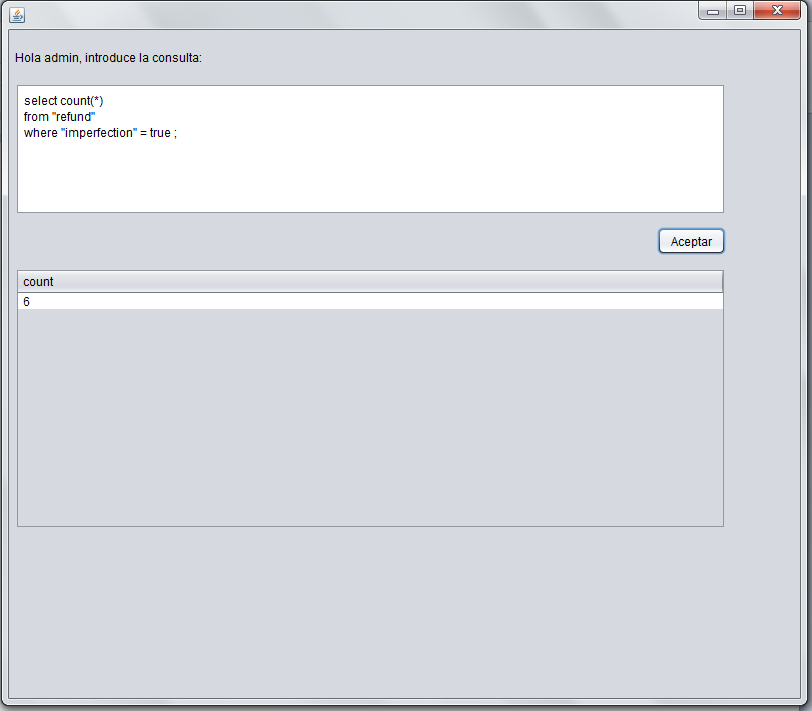 Hola admin, introduce la consulta:
select count(*)
from "refund"
where "imperfection" = true ;
Aceptar
count
6